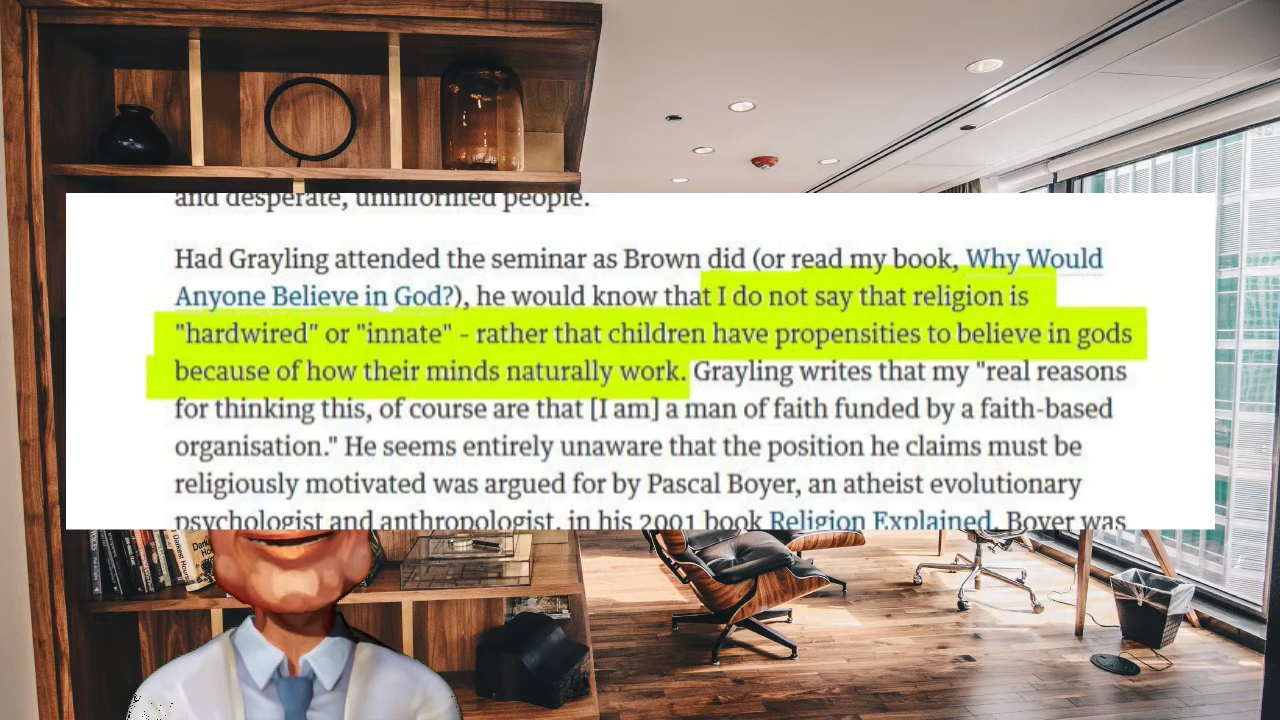 and desperate, uninformed people.
Had Grayling attended the seminar as Brown did (or read my book, Why Would
Anyone Believe in God?), he would know that I do not say that religion is
"hardwired" or "innate" - rather that children have propensities to believe in gods
because of how their minds naturally work. Grayling writes that my "real reasons
for thinking this, of course are that [I am] a man of faith funded by a faith-based
organisation." He seems entirely unaware that the position he claims must be
religiously motivated was argued for by Pascal Boyer, an atheist evolutionary
psychologist and anthropologist, in his 2001 book Religion Explained. Boyer was